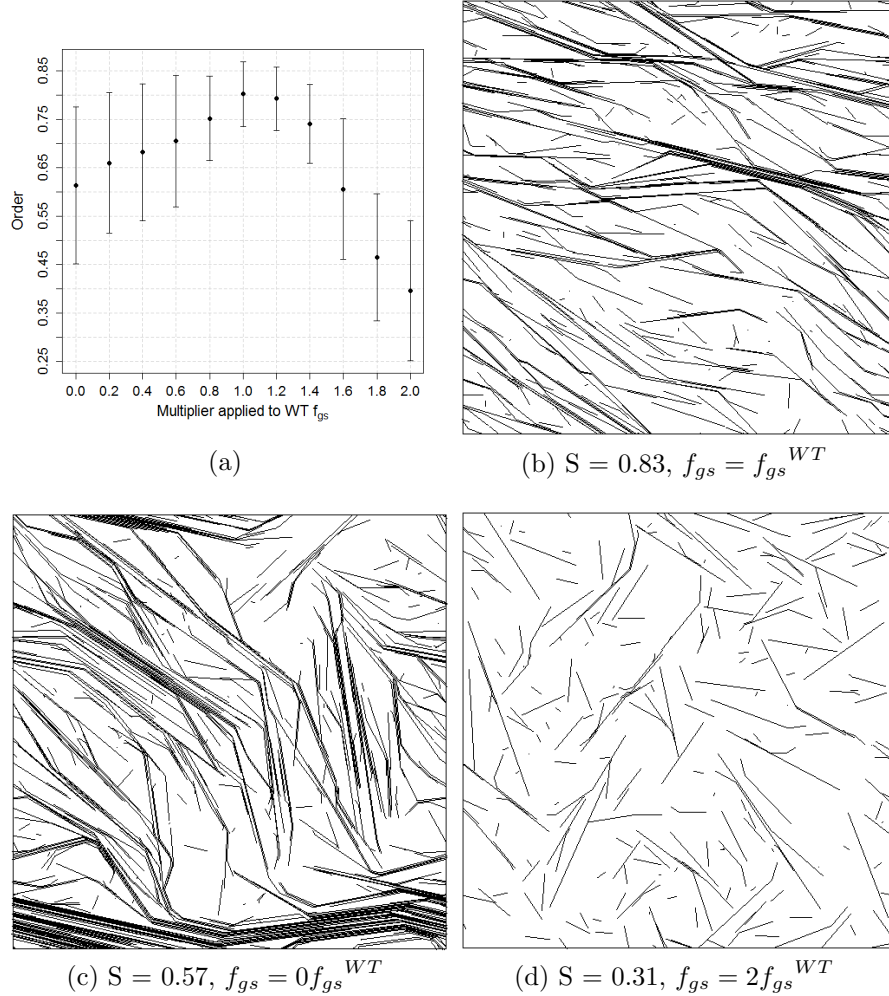 Order
0.85
0.75
0.65
0.55
0.45
0.35
0.25
0.0 0.2 0.4 0.6 0.8 1.0 1.2 1.4 1.6 1.8 2.0
Multiplier applied to WT f_gs
(a)
(b) S = 0.83, f_gs = f_gs^WT
(c) S = 0.57, f_gs = 0f_gs^WT
(d) S = 0.31, f_gs = 2f_gs^WT